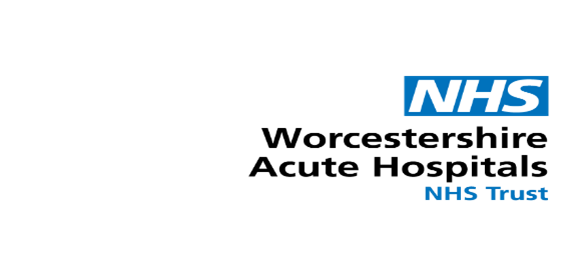 NHS
Worcestershire
Acute Hospitals
NHS Trust